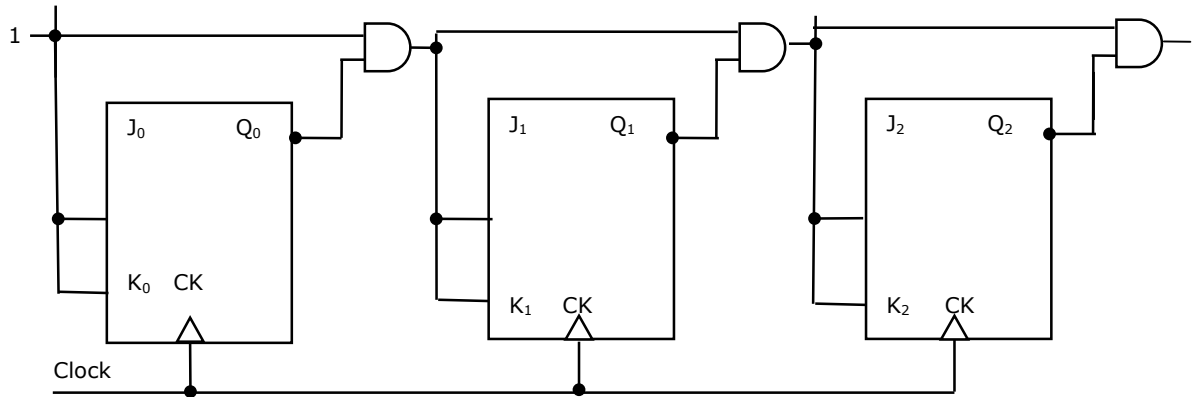 1
J₀ Q₀
J₁ Q₁
J₂ Q₂
K₀ CK
K₁ CK
K₂ CK
Clock